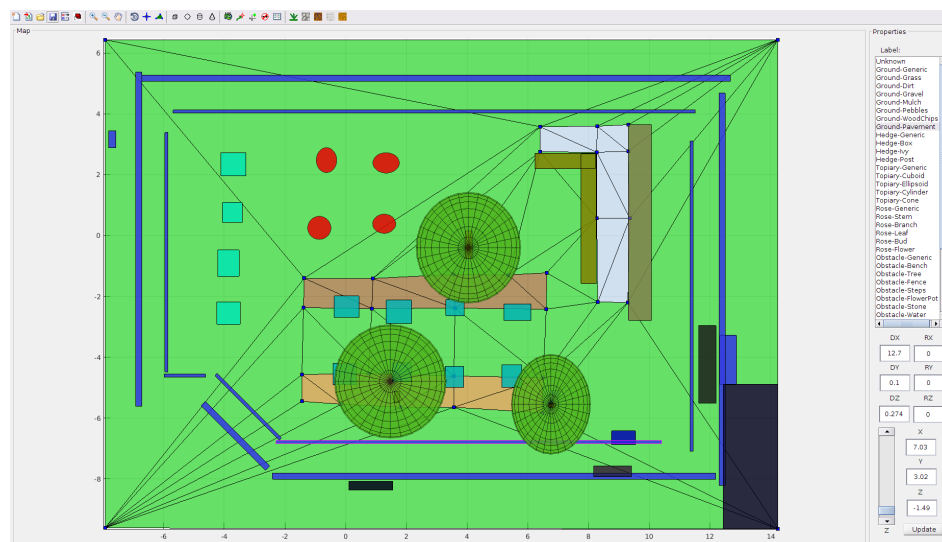 Map
Properties
Label:
Unknown
Ground-Generic
Ground-Grass
Ground-Dirt
Ground-Gravel
Ground-Mulch
Ground-Pebbles
Ground-WoodChips
Ground-Pavement
Hedge-Generic
Hedge-Box
Hedge-Ivy
Hedge-Post
Topiary-Generic
Topiary-Cuboid
Topiary-Ellipsoid
Topiary-Cylinder
Topiary-Cone
Rose-Generic
Rose-Stem
Rose-Branch
Rose-Leaf
Rose-Bud
Rose-Flower
Obstacle-Generic
Obstacle-Bench
Obstacle-Tree
Obstacle-Fence
Obstacle-Steps
Obstacle-FlowerPot
Obstacle-Stone
Obstacle-Water
DX RX
12.7 0
DY RY
0.1 0
DZ RZ
0.274 0
X
7.03
Y
3.02
Z
-1.49
Z Update
6
4
2
0
-2
-4
-6
-8
-6 -4 -2 0 2 4 6 8 10 12 14